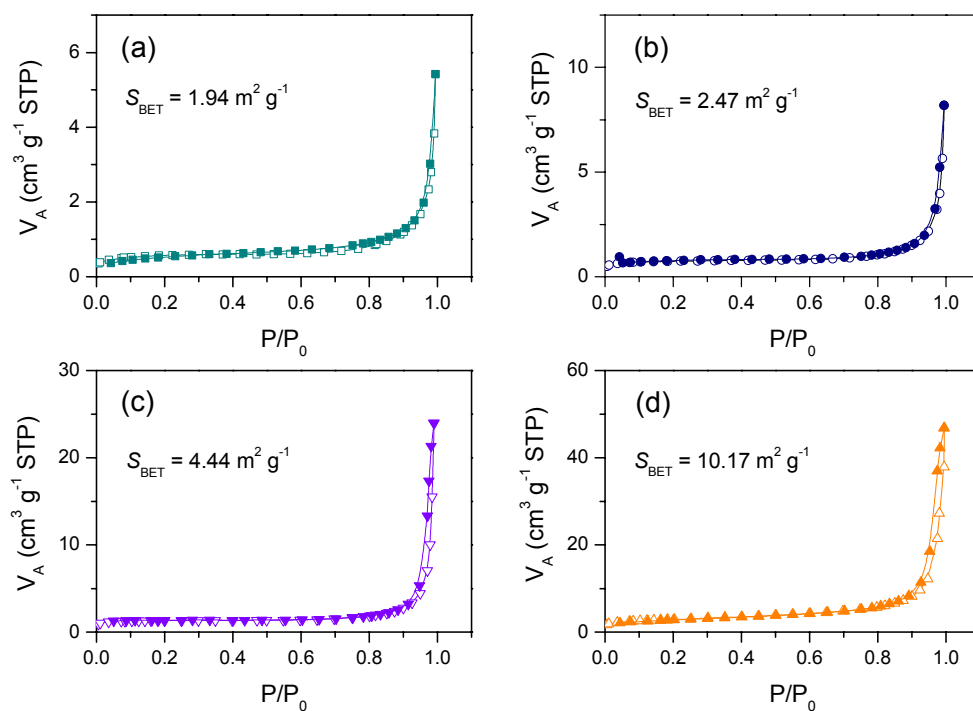 (a)
S_BET = 1.94 m² g⁻¹
V_A (cm³ g⁻¹ STP)
6
4
2
0
0.0 0.2 0.4 0.6 0.8 1.0
P/P₀
(b)
S_BET = 2.47 m² g⁻¹
V_A (cm³ g⁻¹ STP)
12
8
4
0
0.0 0.2 0.4 0.6 0.8 1.0
P/P₀
(c)
S_BET = 4.44 m² g⁻¹
V_A (cm³ g⁻¹ STP)
30
20
10
0
0.0 0.2 0.4 0.6 0.8 1.0
P/P₀
(d)
S_BET = 10.17 m² g⁻¹
V_A (cm³ g⁻¹ STP)
60
40
20
0
0.0 0.2 0.4 0.6 0.8 1.0
P/P₀